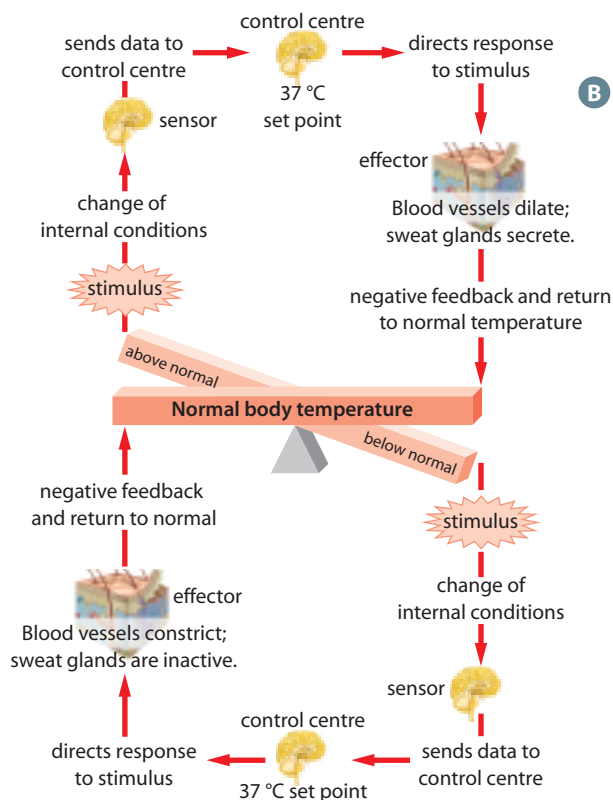 control centre
37 °C
set point
sends data to
control centre
directs response
to stimulus
B
sensor
effector
Blood vessels dilate;
sweat glands secrete.
change of
internal conditions
stimulus
negative feedback and return
to normal temperature
above normal
Normal body temperature
below normal
negative feedback
and return to normal
stimulus
change of
internal conditions
effector
Blood vessels constrict;
sweat glands are inactive.
sensor
control centre
37 °C set point
directs response
to stimulus
sends data to
control centre